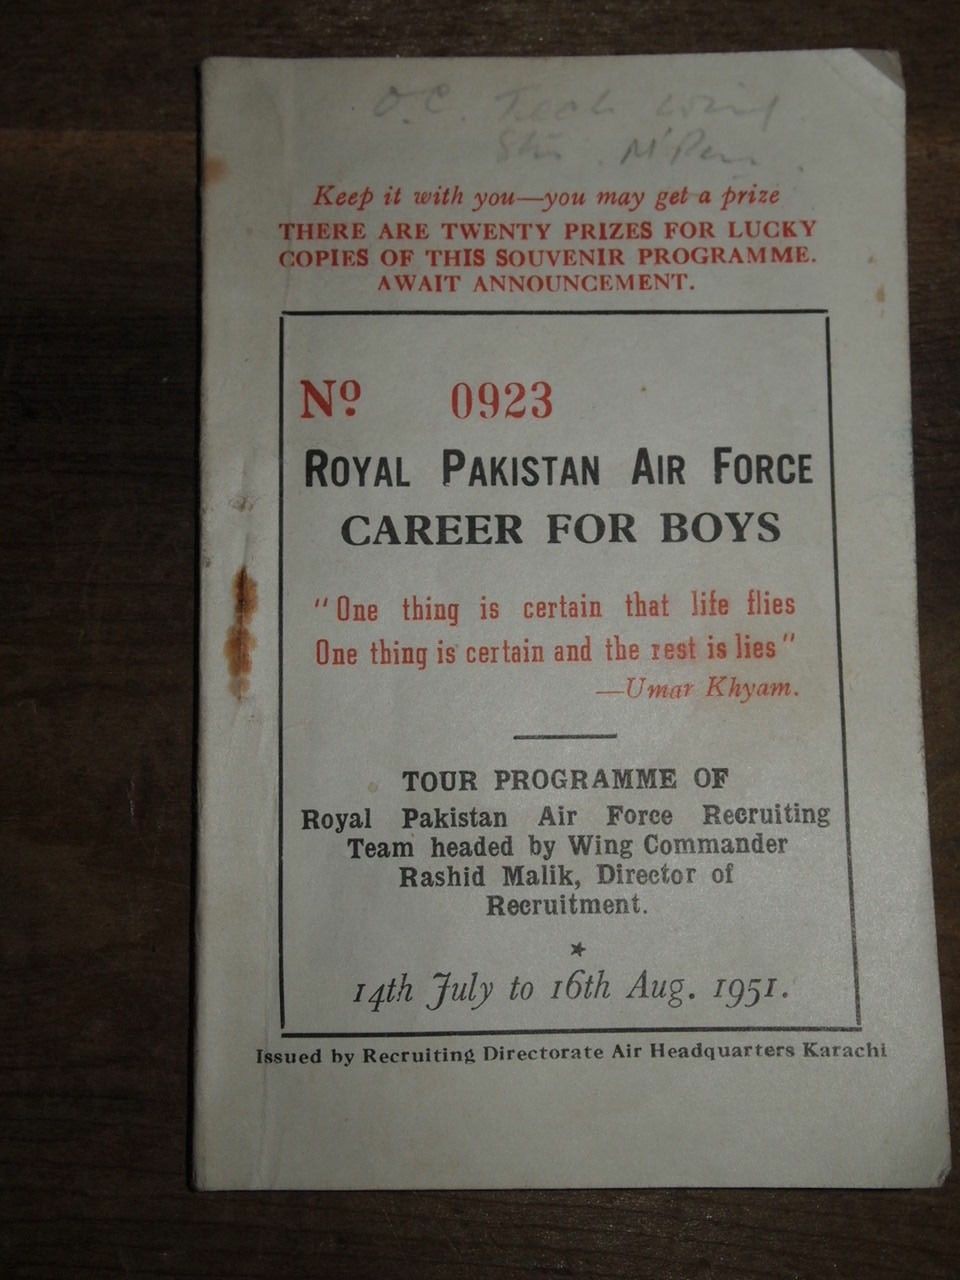 O.C. Tech Wing
Keep it with you—you may get a prize
THERE ARE TWENTY PRIZES FOR LUCKY
COPIES OF THIS SOUVENIR PROGRAMME.
AWAIT ANNOUNCEMENT.
Nº 0923
ROYAL PAKISTAN AIR FORCE
CAREER FOR BOYS
"One thing is certain that life flies
One thing is certain and the rest is lies"
—Umar Khyam.
TOUR PROGRAMME OF
Royal Pakistan Air Force Recruiting
Team headed by Wing Commander
Rashid Malik, Director of
Recruitment.
14th July to 16th Aug. 1951.
Issued by Recruiting Directorate Air Headquarters Karachi